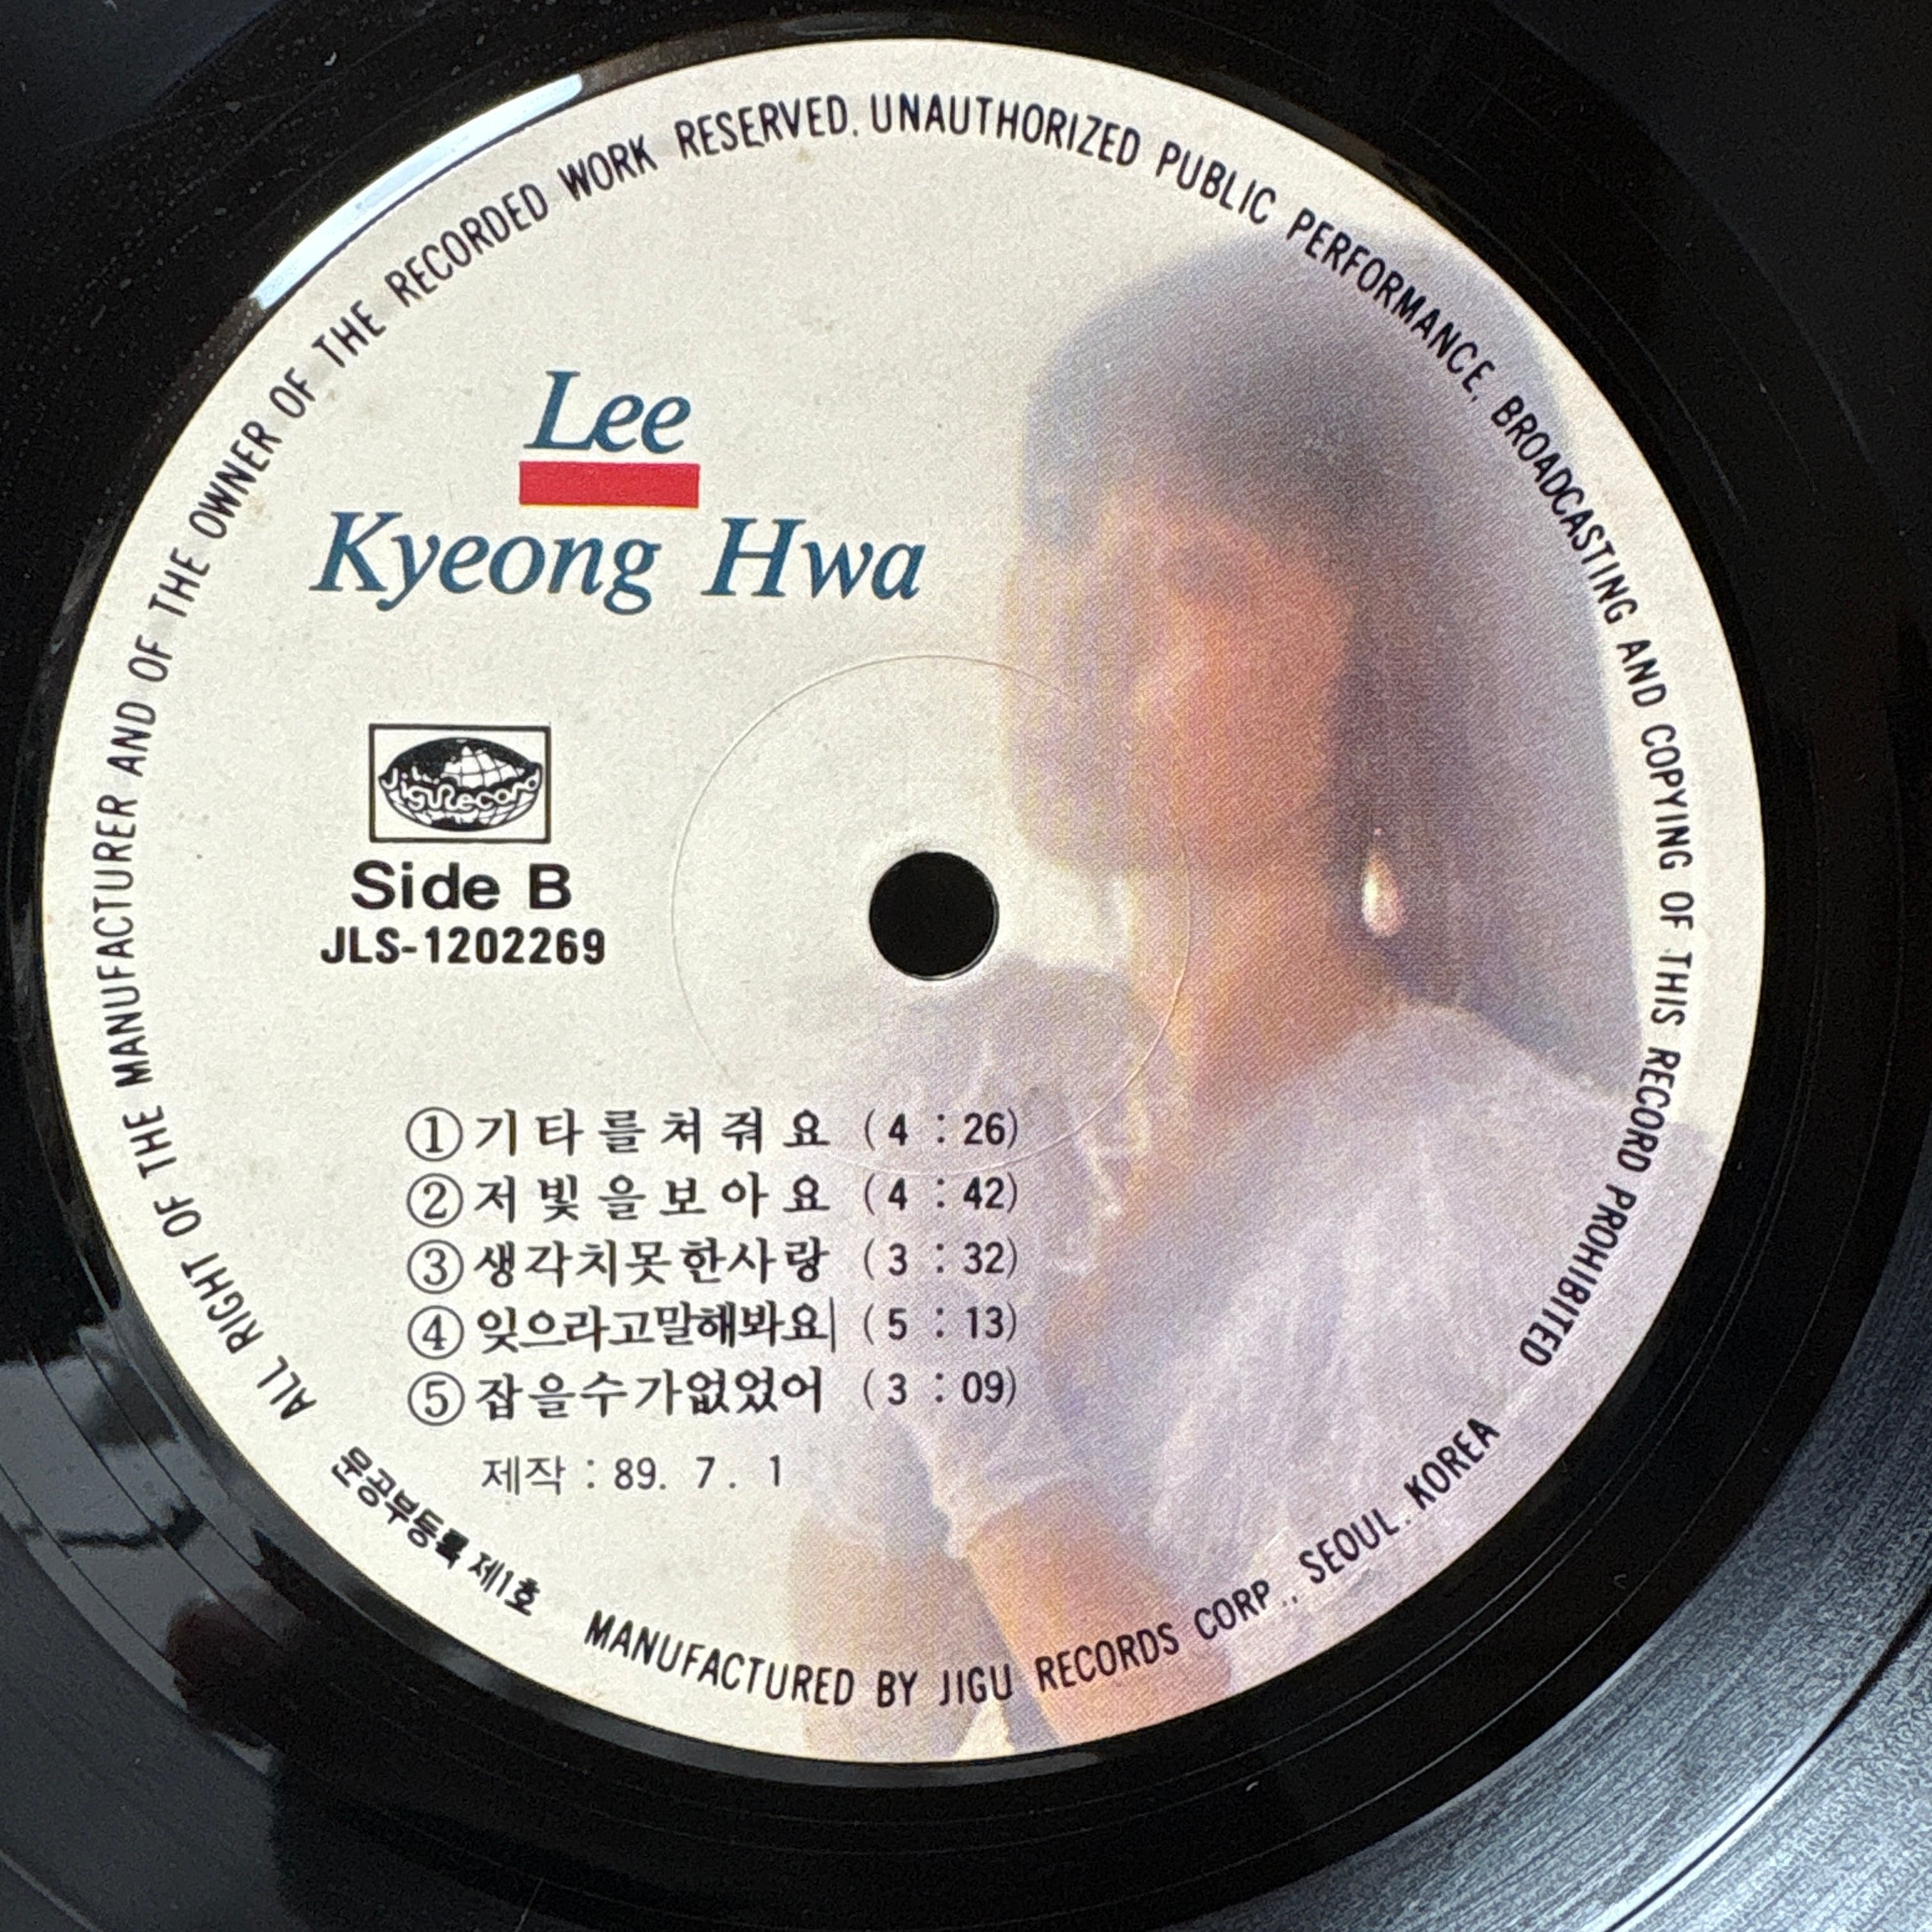 ALL RIGHT OF THE MANUFACTURER AND OF THE OWNER OF THE RECORDED WORK RESERVED. UNAUTHORIZED PUBLIC PERFORMANCE, BROADCASTING AND COPYING OF THIS RECORD PROHIBITED
Lee
Kyeong Hwa
JiguRecord
Side B
JLS-1202269
① 기타를쳐줘요 (4 : 26)
② 저빛을보아요 (4 : 42)
③ 생각치못한사랑 (3 : 32)
④ 잊으라고말해봐요 (5 : 13)
⑤ 잡을수가없었어 (3 : 09)
제작 : 89. 7. 1
문공부등록 제1호
MANUFACTURED BY JIGU RECORDS CORP., SEOUL. KOREA